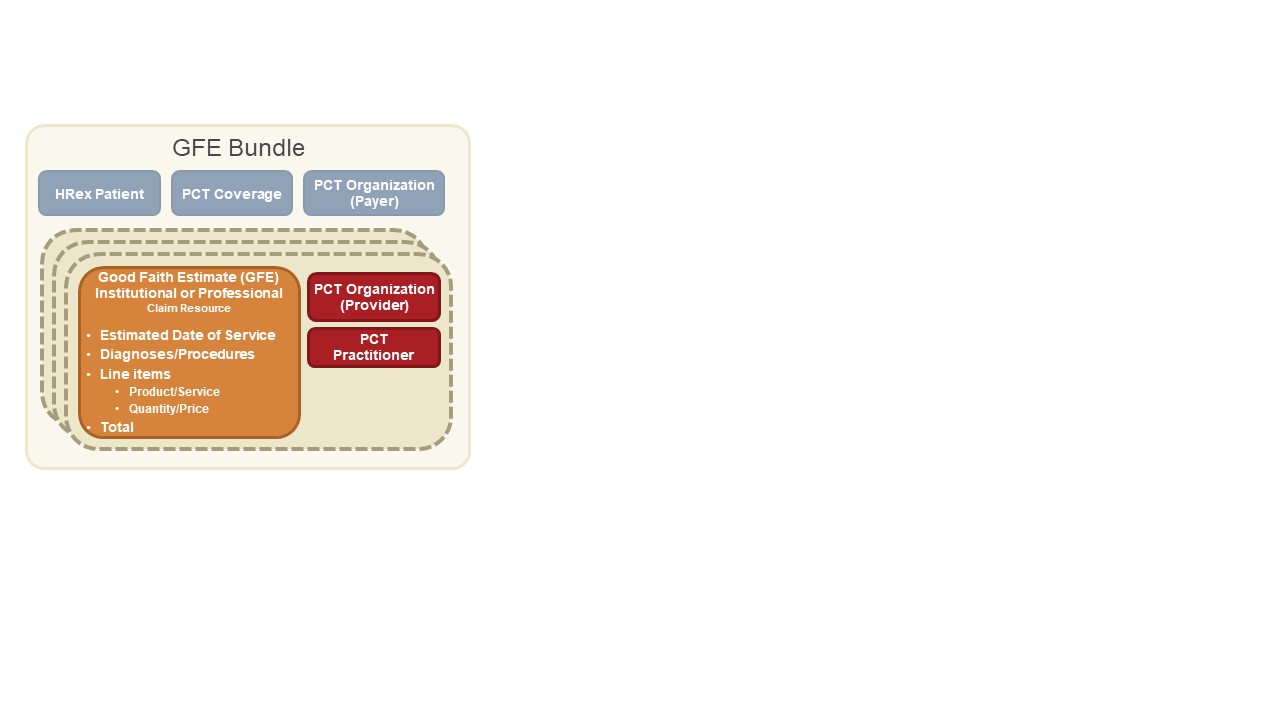 GFE Bundle
HRex Patient
PCT Coverage
PCT Organization
(Payer)
Good Faith Estimate (GFE)
Institutional or Professional
Claim Resource
• Estimated Date of Service
• Diagnoses/Procedures
• Line items
• Product/Service
• Quantity/Price
• Total
PCT Organization
(Provider)
PCT
Practitioner